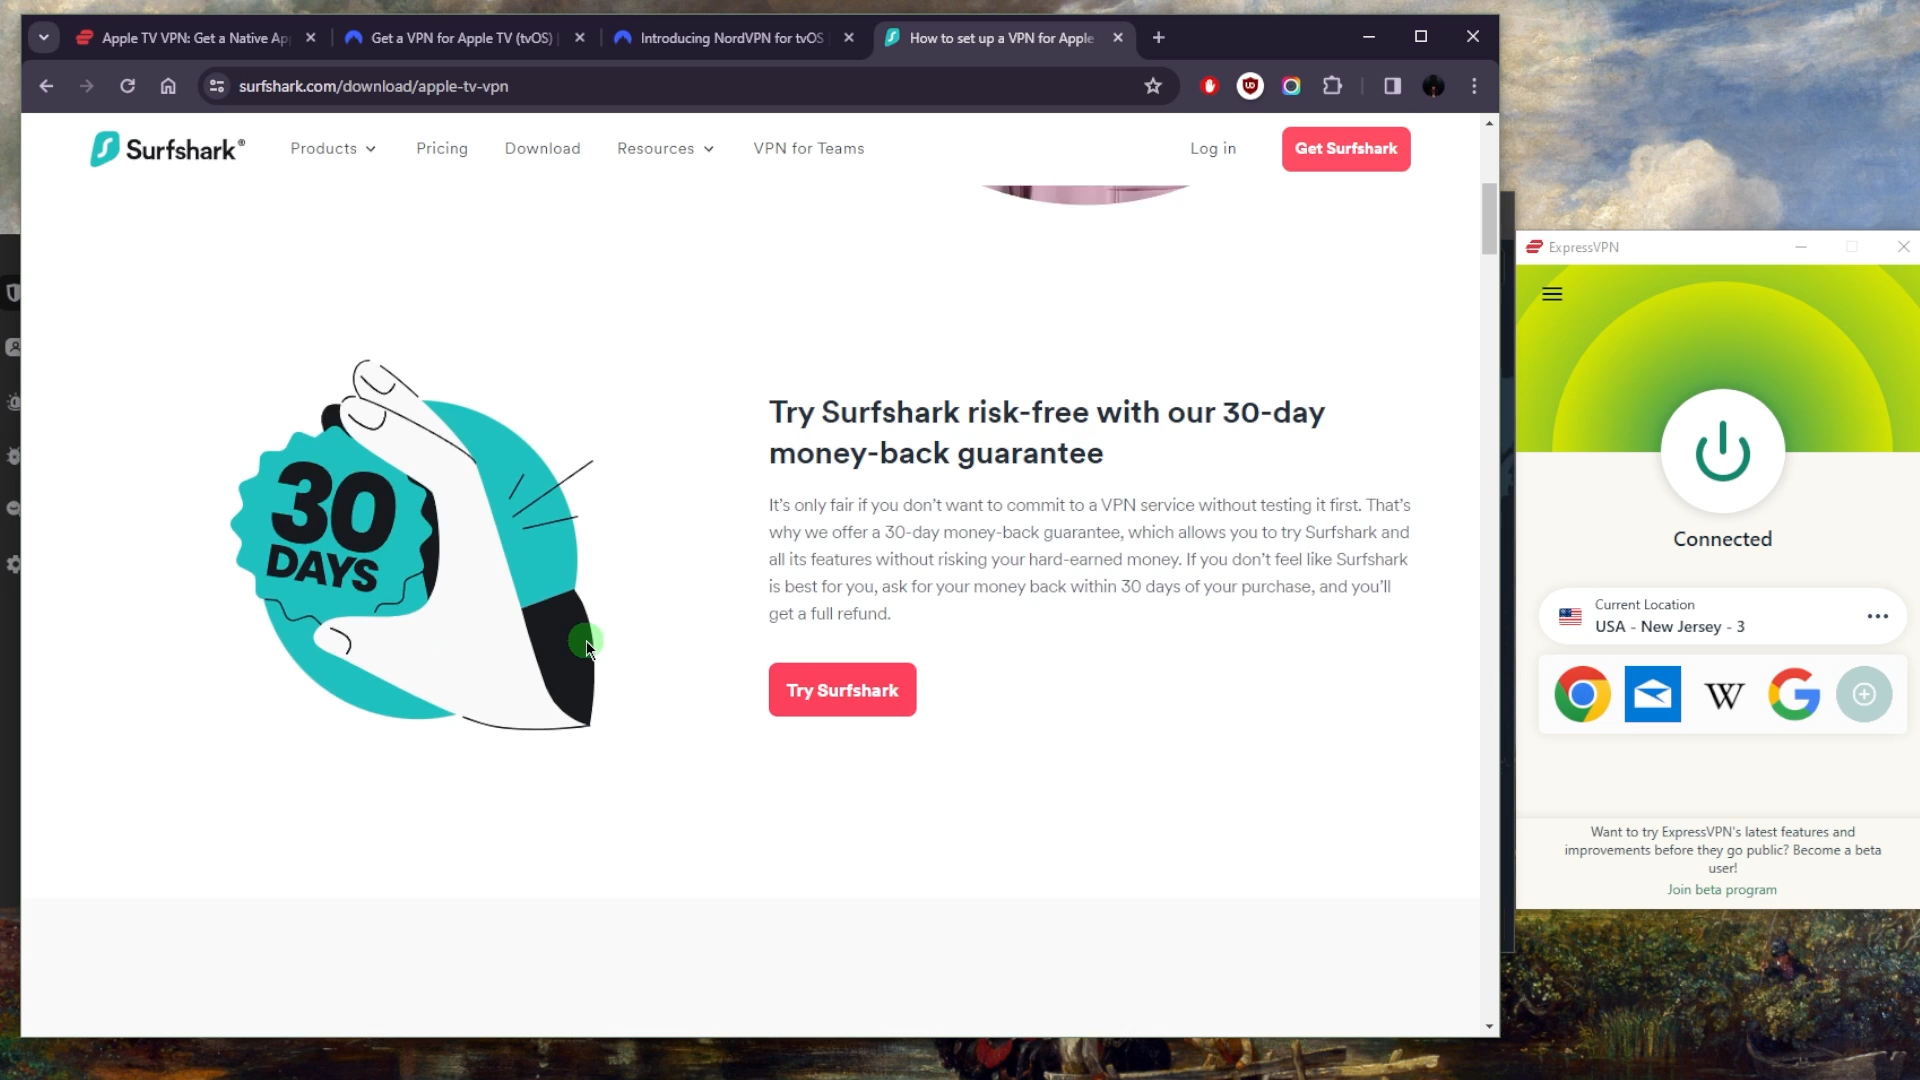 Apple TV VPN: Get a Native Ap
Get a VPN for Apple TV (tvOS)
Introducing NordVPN for tvOS
How to set up a VPN for Apple
surfshark.com/download/apple-tv-vpn
Surfshark®
Products
Pricing
Download
Resources
VPN for Teams
Log in
Get Surfshark
30
DAYS
Try Surfshark risk-free with our 30-day
money-back guarantee
It's only fair if you don't want to commit to a VPN service without testing it first. That's
why we offer a 30-day money-back guarantee, which allows you to try Surfshark and
all its features without risking your hard-earned money. If you don't feel like Surfshark
is best for you, ask for your money back within 30 days of your purchase, and you'll
get a full refund.
Try Surfshark
ExpressVPN
Connected
Current Location
USA - New Jersey - 3
W
Want to try ExpressVPN's latest features and
improvements before they go public? Become a beta
user!
Join beta program